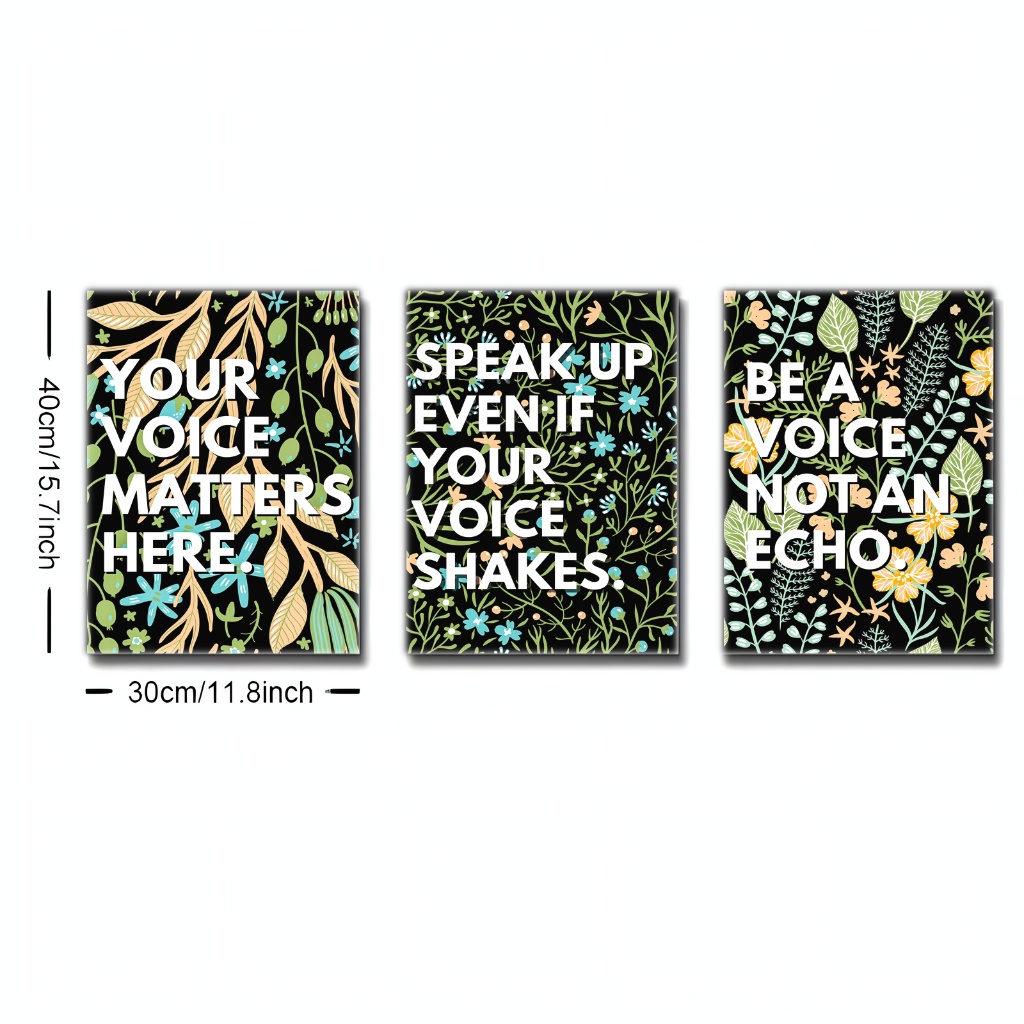 YOUR
VOICE
MATTERS
HERE.
SPEAK UP
EVEN IF
YOUR
VOICE
SHAKES.
BE A
VOICE
NOT AN
ECHO.
40cm/15.7inch
30cm/11.8inch